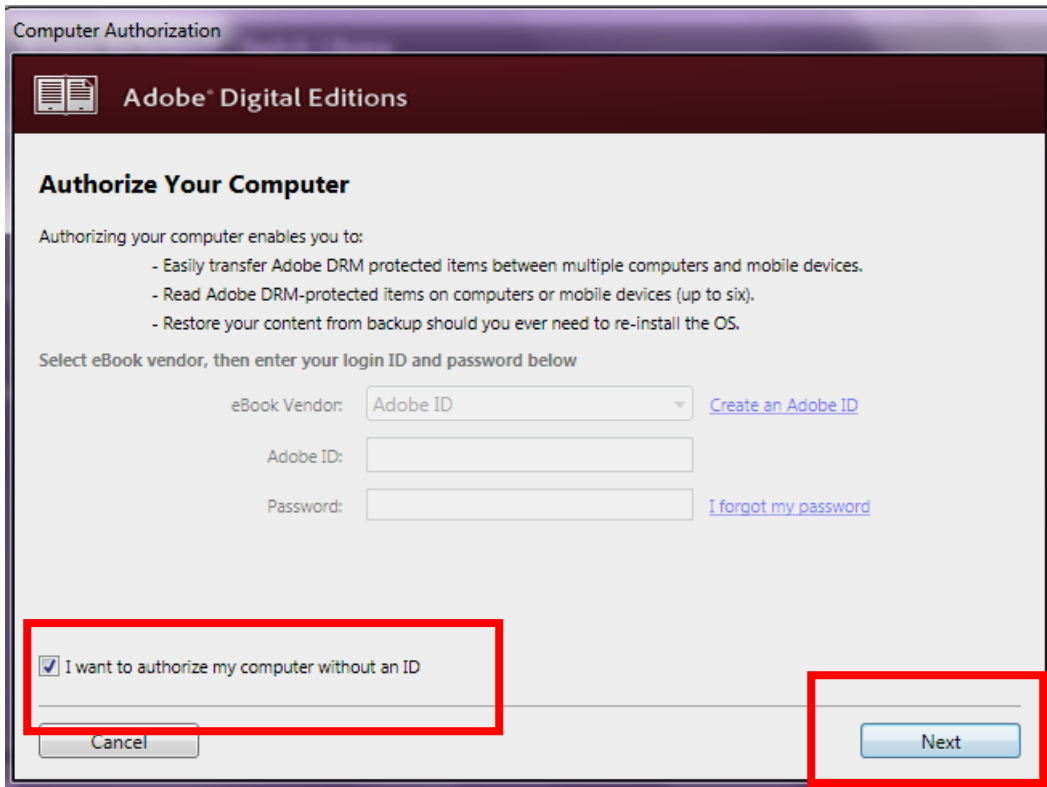 Computer Authorization
Adobe® Digital Editions
Authorize Your Computer
Authorizing your computer enables you to:
- Easily transfer Adobe DRM protected items between multiple computers and mobile devices.
- Read Adobe DRM-protected items on computers or mobile devices (up to six).
- Restore your content from backup should you ever need to re-install the OS.
Select eBook vendor, then enter your login ID and password below
eBook Vendor: Adobe ID Create an Adobe ID
Adobe ID:
Password: I forgot my password
I want to authorize my computer without an ID
Cancel Next